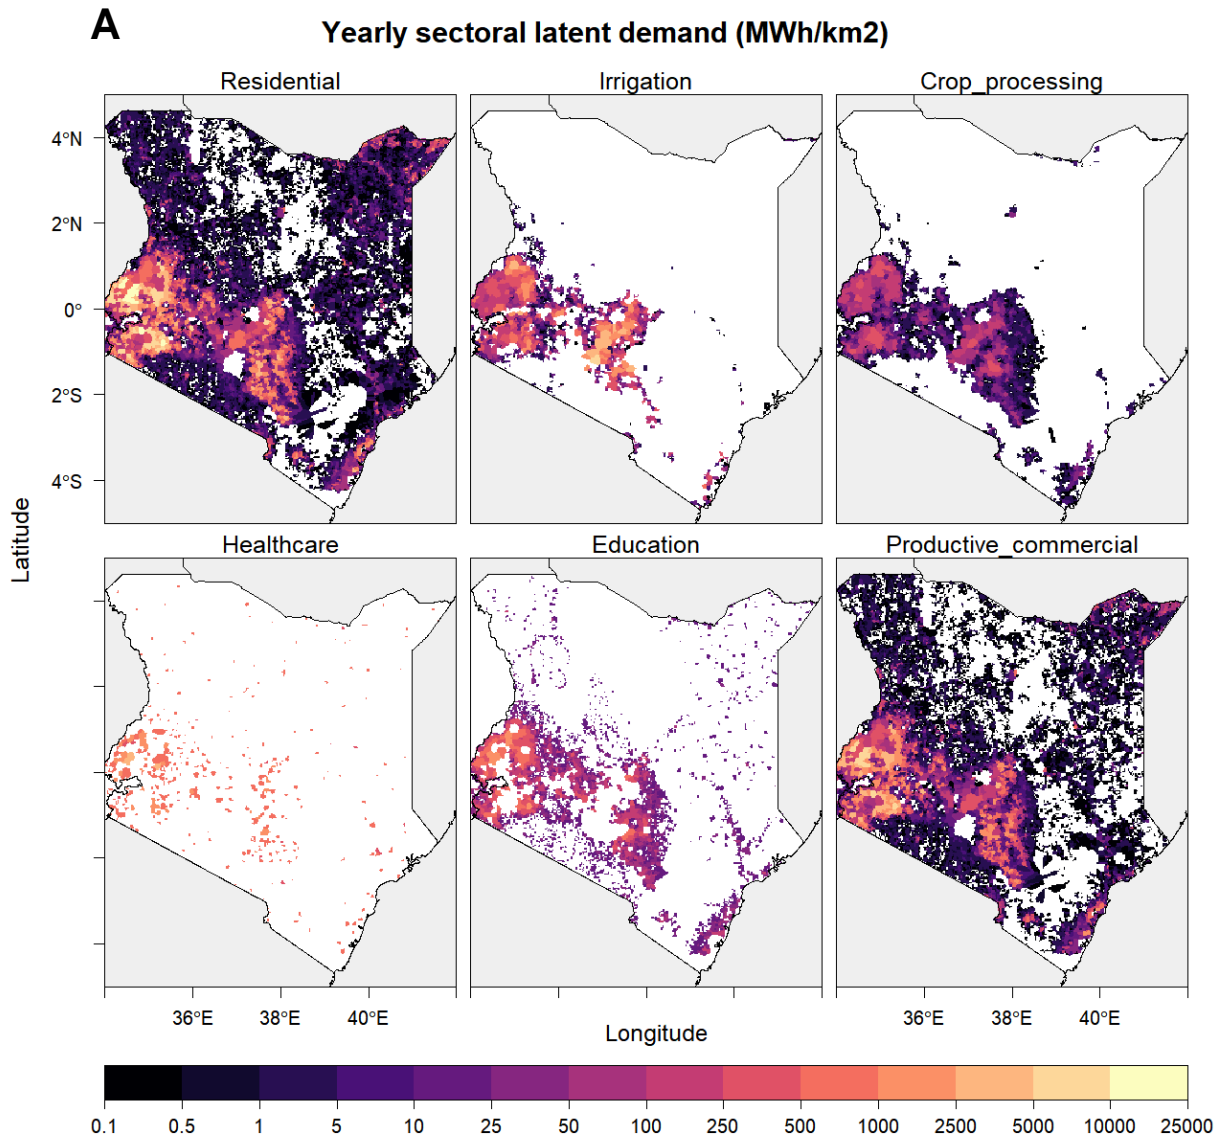 A
Yearly sectoral latent demand (MWh/km2)
Residential
Irrigation
Crop_processing
4°N
2°N
0°
2°S
4°S
Latitude
Healthcare
Education
Productive_commercial
36°E 38°E 40°E
36°E 38°E 40°E
Longitude
0.1 0.5 1 5 10 25 50 100 250 500 1000 2500 5000 10000 25000